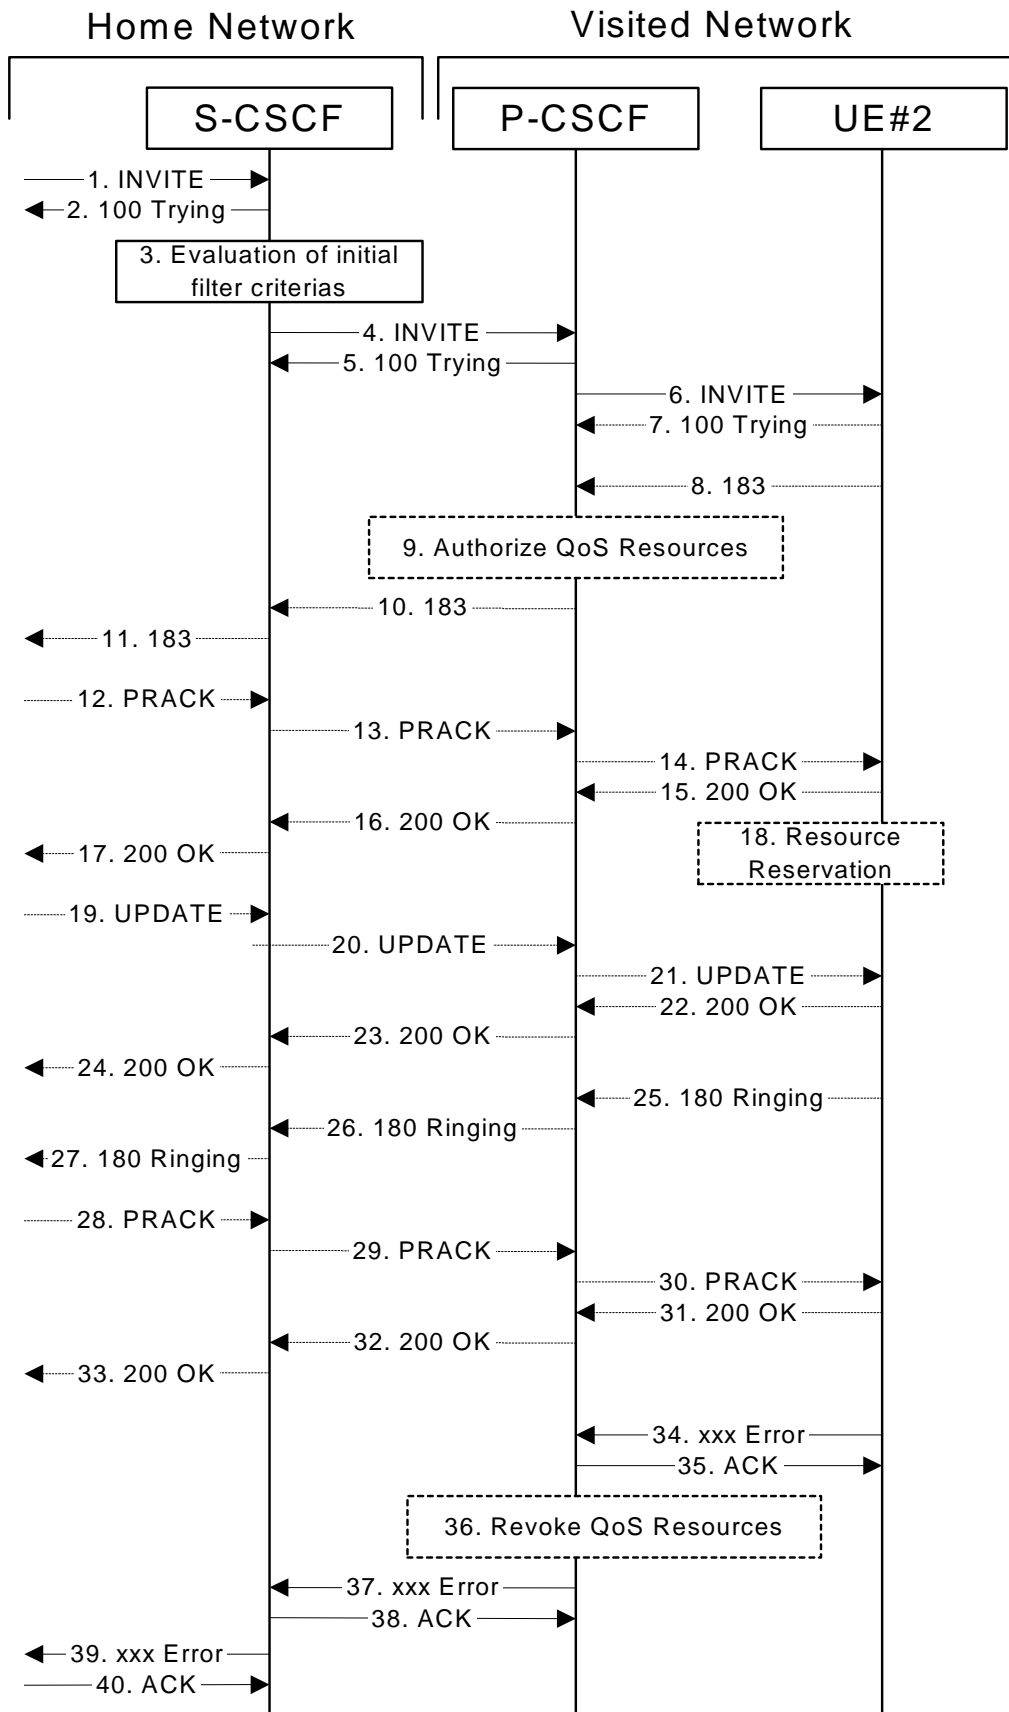 Home Network
Visited Network
S-CSCF
P-CSCF
UE#2
1. INVITE
2. 100 Trying
3. Evaluation of initial
filter criterias
4. INVITE
5. 100 Trying
6. INVITE
7. 100 Trying
8. 183
9. Authorize QoS Resources
10. 183
11. 183
12. PRACK
13. PRACK
14. PRACK
15. 200 OK
16. 200 OK
17. 200 OK
18. Resource
Reservation
19. UPDATE
20. UPDATE
21. UPDATE
22. 200 OK
23. 200 OK
24. 200 OK
25. 180 Ringing
26. 180 Ringing
27. 180 Ringing
28. PRACK
29. PRACK
30. PRACK
31. 200 OK
32. 200 OK
33. 200 OK
34. xxx Error
35. ACK
36. Revoke QoS Resources
37. xxx Error
38. ACK
39. xxx Error
40. ACK